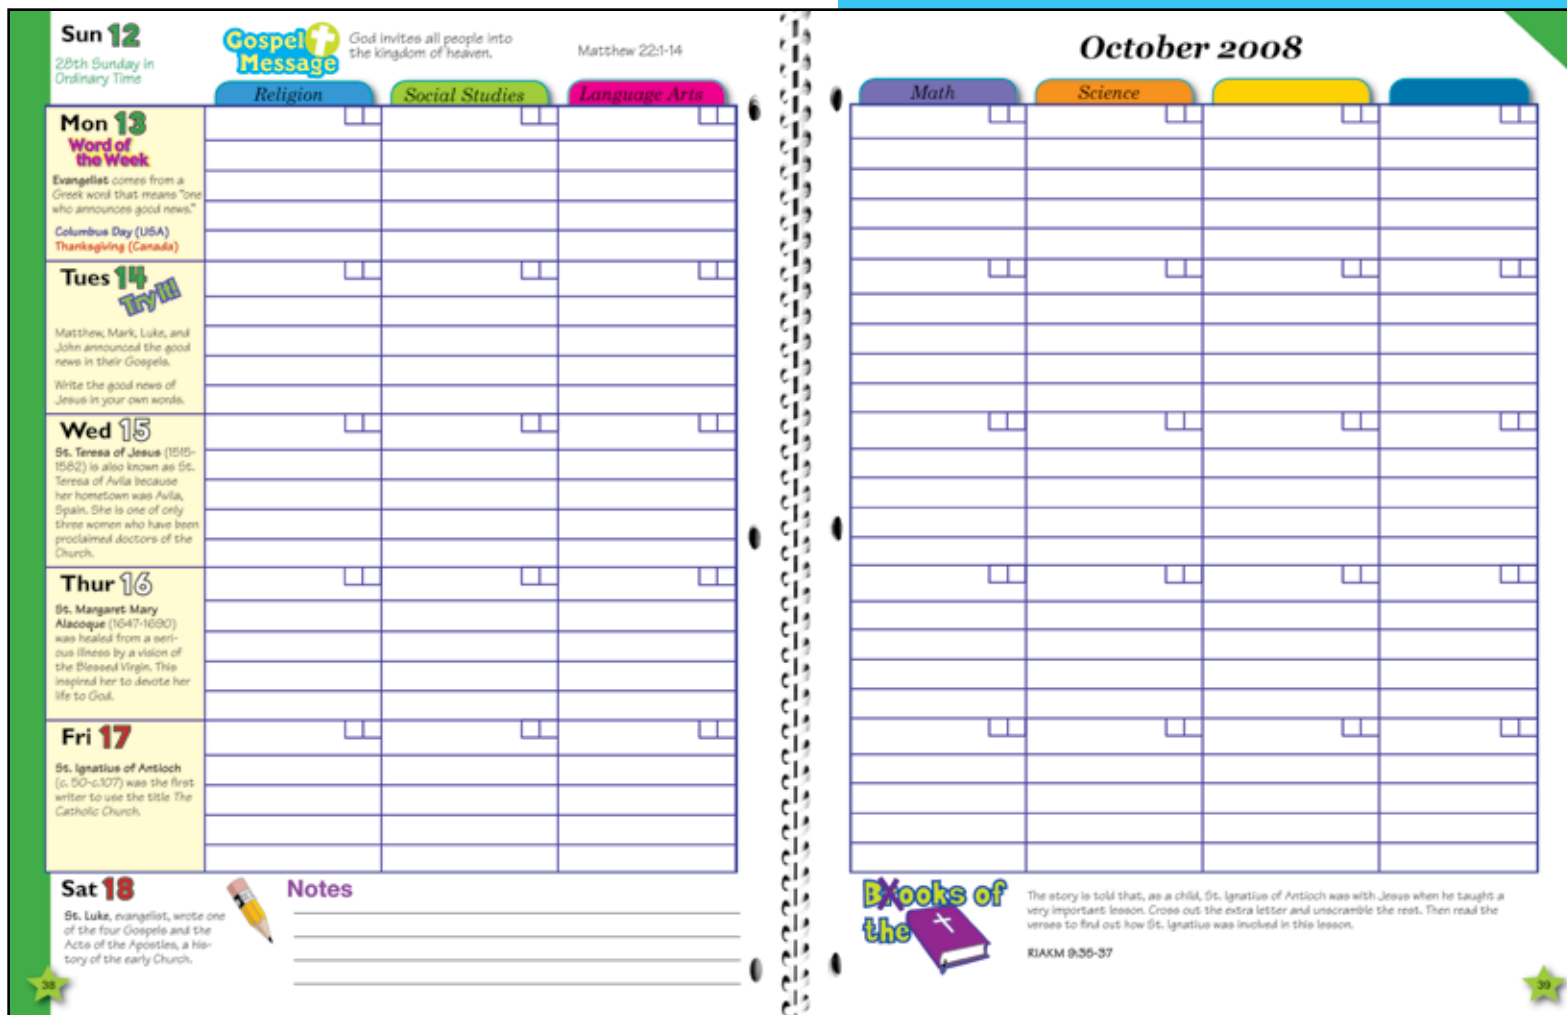 Sun 12
28th Sunday in
Ordinary Time
Gospel
Message
God invites all people into
the kingdom of heaven.
Matthew 22:1-14
Religion
Social Studies
Language Arts
Mon 13
Word of
the Week
Evangelist comes from a
Greek word that means "one
who announces good news."
Columbus Day (USA)
Thanksgiving (Canada)
Tues 14
Try It!
Matthew, Mark, Luke, and
John announced the good
news in their Gospels.
Write the good news of
Jesus in your own words.
Wed 15
St. Teresa of Jesus (1515-
1582) is also known as St.
Teresa of Avila because
her hometown was Avila,
Spain. She is one of only
three women who have been
proclaimed doctors of the
Church.
Thur 16
St. Margaret Mary
Alacoque (1647-1690)
was healed from a seri-
ous illness by a vision of
the Blessed Virgin. This
inspired her to devote her
life to God.
Fri 17
St. Ignatius of Antioch
(c. 50-c.107) was the first
writer to use the title The
Catholic Church.
Sat 18
St. Luke, evangelist, wrote one
of the four Gospels and the
Acts of the Apostles, a his-
tory of the early Church.
Notes
38
October 2008
Math
Science
BXooks of
the
The story is told that, as a child, St. Ignatius of Antioch was with Jesus when he taught a
very important lesson. Cross out the extra letter and unscramble the rest. Then read the
verses to find out how St. Ignatius was involved in this lesson.
RIAKM 9:35-37
39